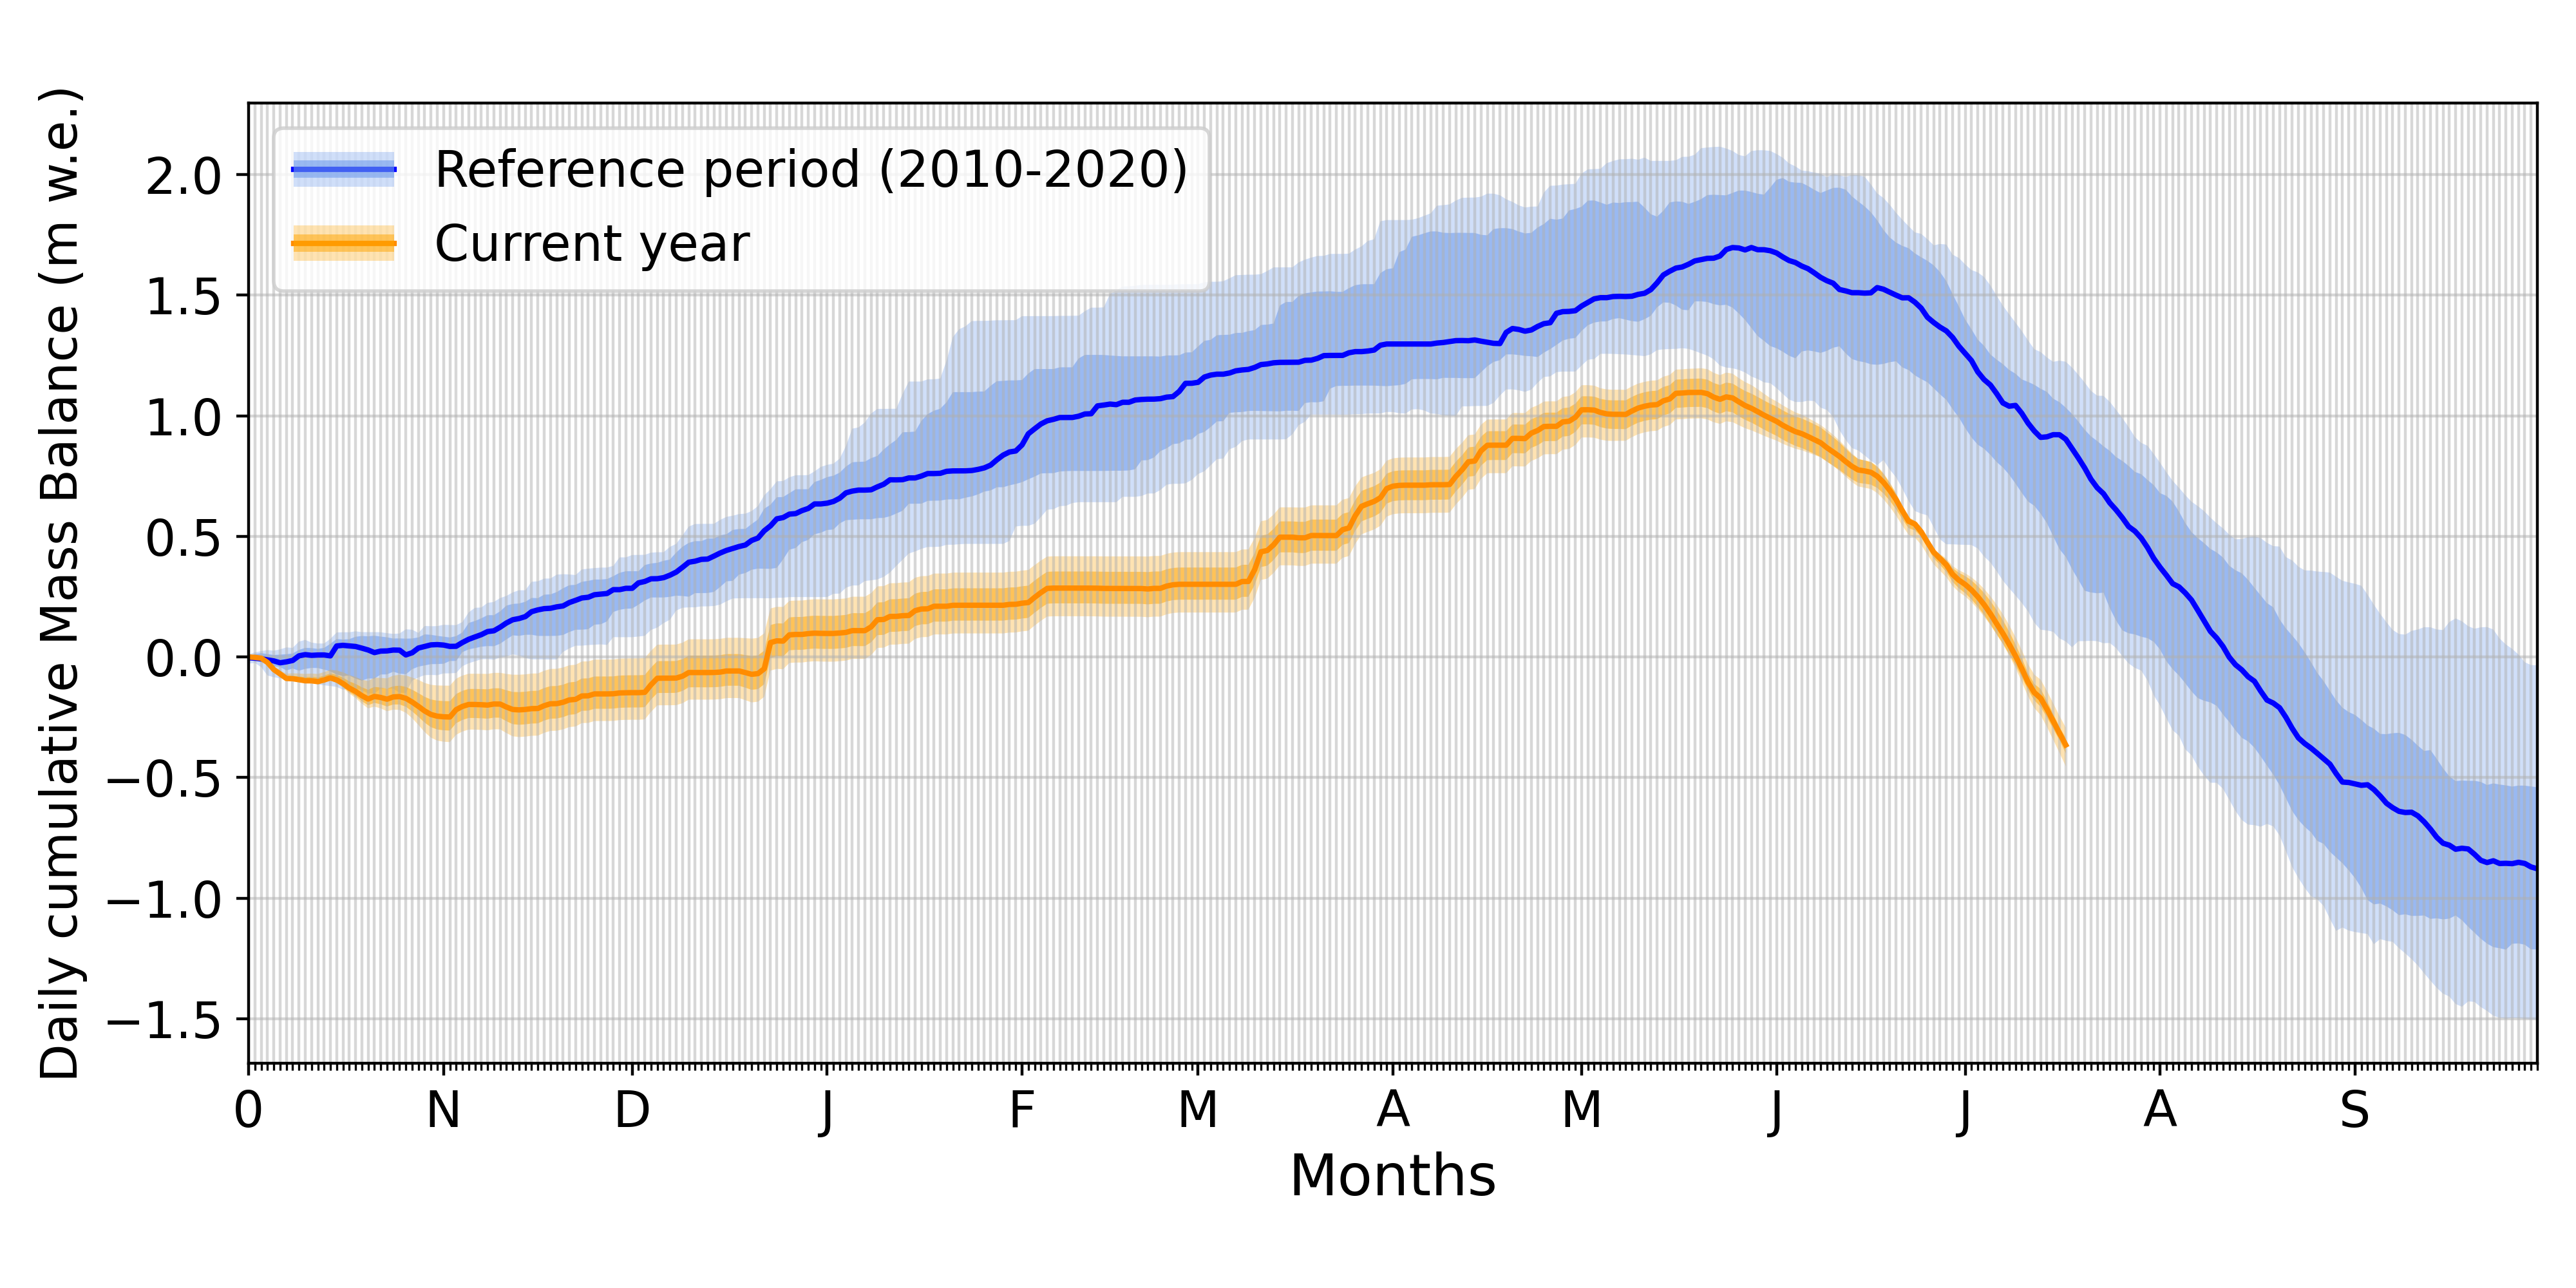 Daily cumulative Mass Balance (m w.e.)
2.0
1.5
1.0
0.5
0.0
−0.5
−1.0
−1.5
Reference period (2010-2020)
Current year
0 N D J F M A M J J A S
Months